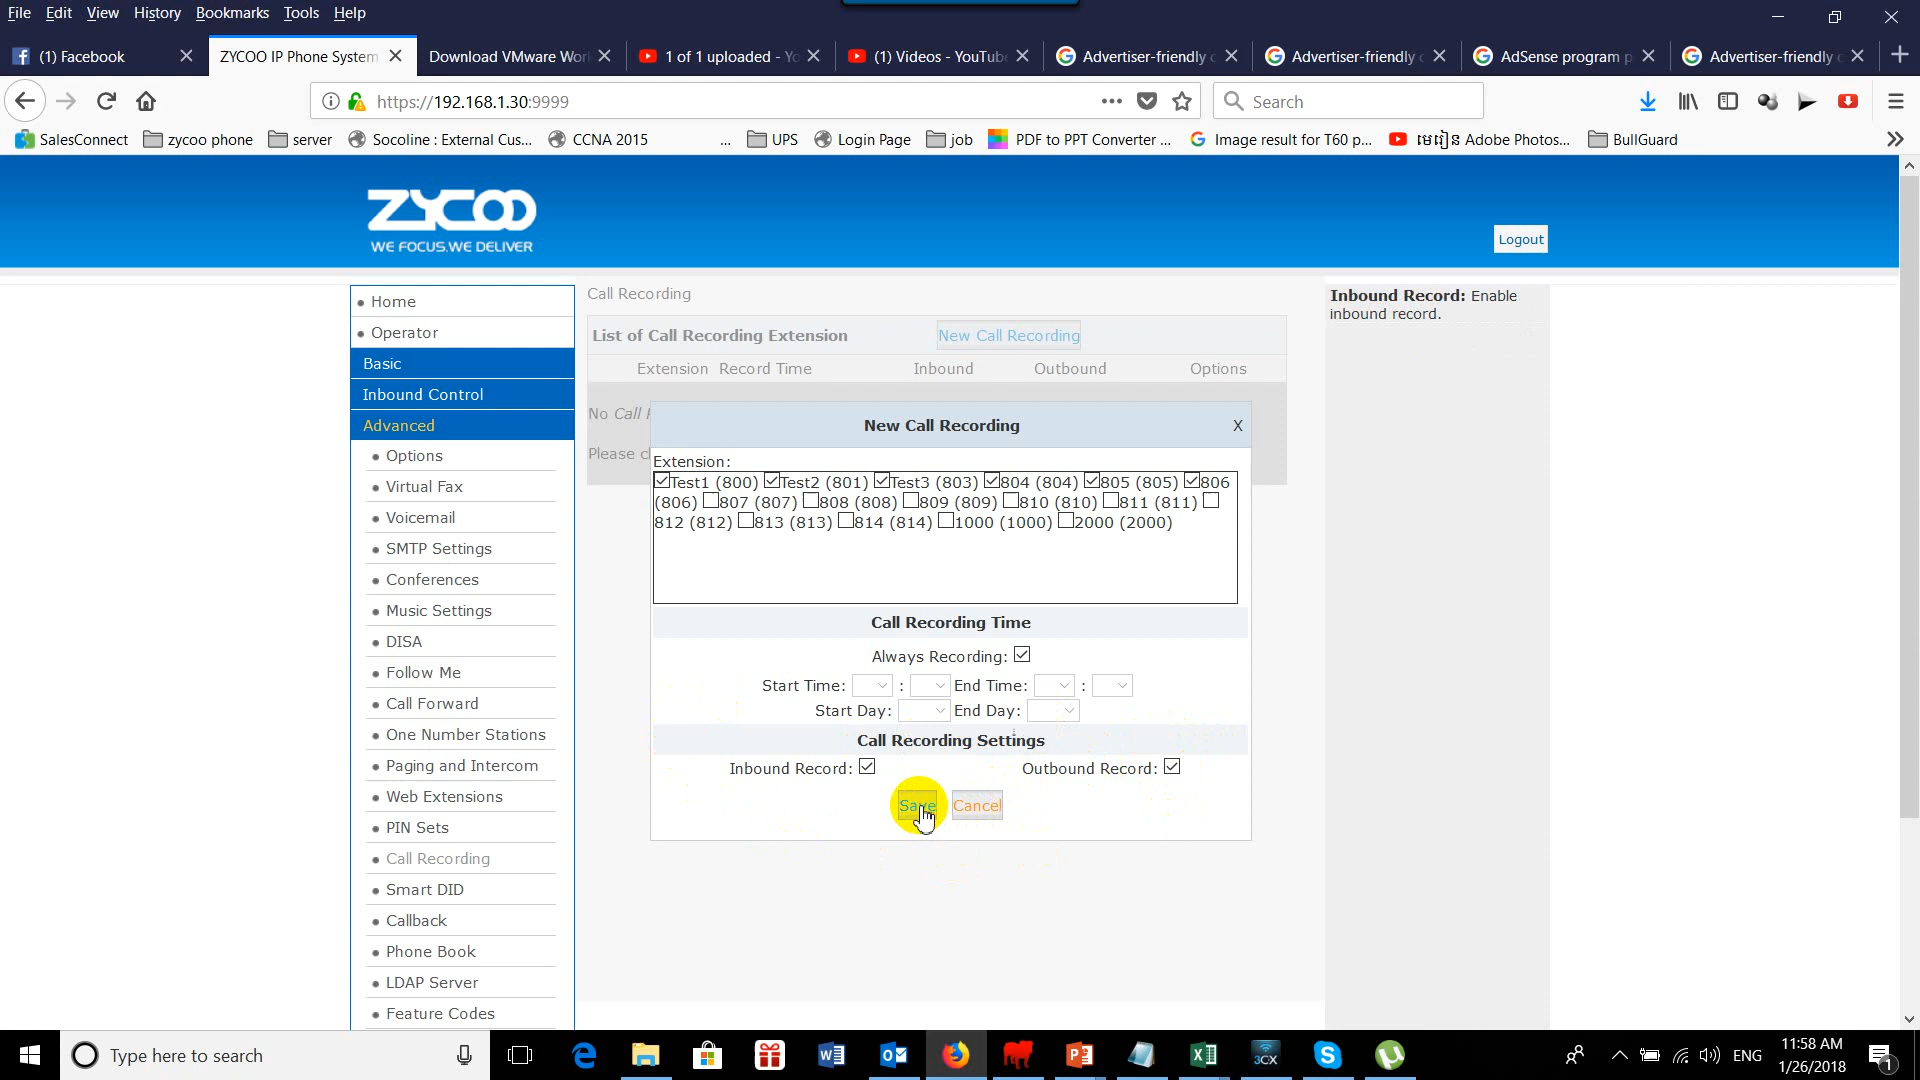 File Edit View History Bookmarks Tools Help
(1) Facebook ZYCOO IP Phone System Download VMware Wor 1 of 1 uploaded - Yo (1) Videos - YouTube Advertiser-friendly c Advertiser-friendly c AdSense program p Advertiser-friendly c
https://192.168.1.30:9999 Search
SalesConnect zycoo phone server Socoline : External Cus... CCNA 2015 ... UPS Login Page job PDF to PPT Converter ... Image result for T60 p... Adobe Photos... BullGuard
ZYCOO
WE FOCUS.WE DELIVER
Logout
Home
Operator
Basic
Inbound Control
Advanced
Options
Virtual Fax
Voicemail
SMTP Settings
Conferences
Music Settings
DISA
Follow Me
Call Forward
One Number Stations
Paging and Intercom
Web Extensions
PIN Sets
Call Recording
Smart DID
Callback
Phone Book
LDAP Server
Feature Codes
Call Recording
List of Call Recording Extension New Call Recording
Extension Record Time Inbound Outbound Options
No Call
Please
New Call Recording X
Extension:
Test1 (800) Test2 (801) Test3 (803) 804 (804) 805 (805) 806
(806) 807 (807) 808 (808) 809 (809) 810 (810) 811 (811)
812 (812) 813 (813) 814 (814) 1000 (1000) 2000 (2000)
Call Recording Time
Always Recording:
Start Time: : End Time: :
Start Day: End Day:
Call Recording Settings
Inbound Record: Outbound Record:
Save Cancel
Inbound Record: Enable
inbound record.
Type here to search
ENG
11:58 AM
1/26/2018
1
3CX